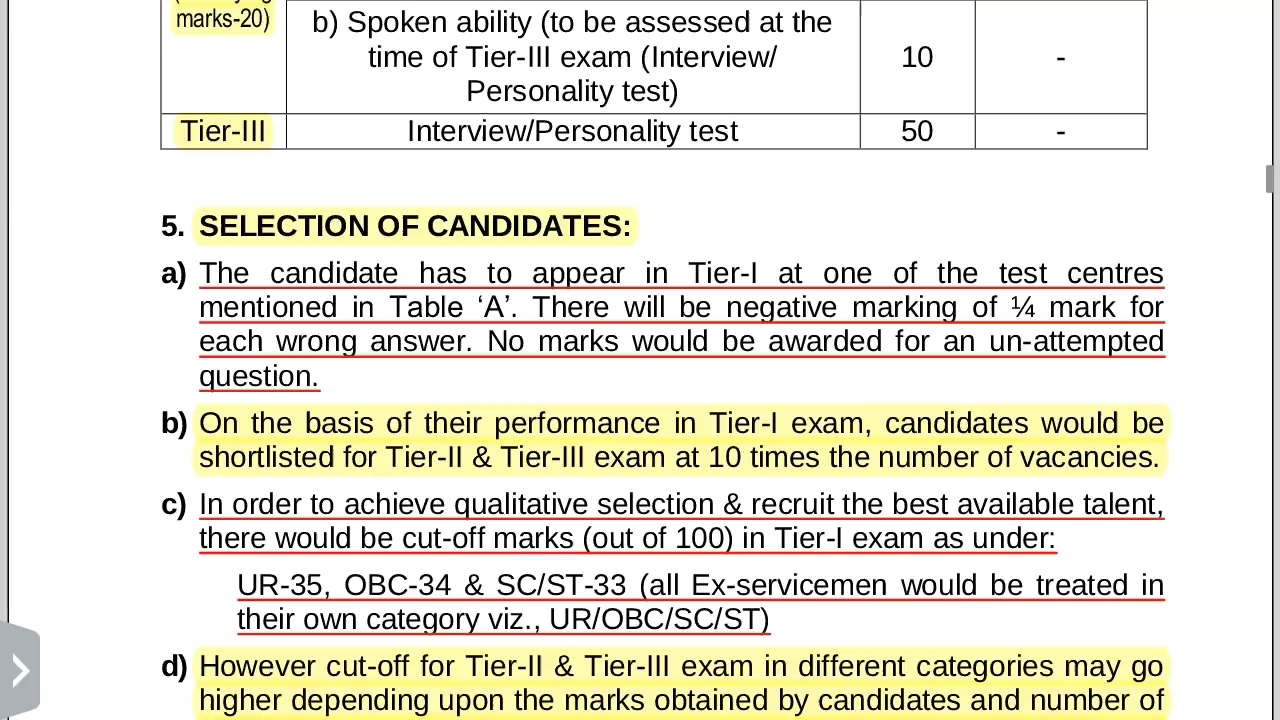 marks-20)
b) Spoken ability (to be assessed at the
time of Tier-III exam (Interview/
Personality test)
10
-
Tier-III
Interview/Personality test
50
-
5. SELECTION OF CANDIDATES:
a) The candidate has to appear in Tier-I at one of the test centres
mentioned in Table ‘A’. There will be negative marking of ¼ mark for
each wrong answer. No marks would be awarded for an un-attempted
question.
b) On the basis of their performance in Tier-I exam, candidates would be
shortlisted for Tier-II & Tier-III exam at 10 times the number of vacancies.
c) In order to achieve qualitative selection & recruit the best available talent,
there would be cut-off marks (out of 100) in Tier-I exam as under:
UR-35, OBC-34 & SC/ST-33 (all Ex-servicemen would be treated in
their own category viz., UR/OBC/SC/ST)
d) However cut-off for Tier-II & Tier-III exam in different categories may go
higher depending upon the marks obtained by candidates and number of